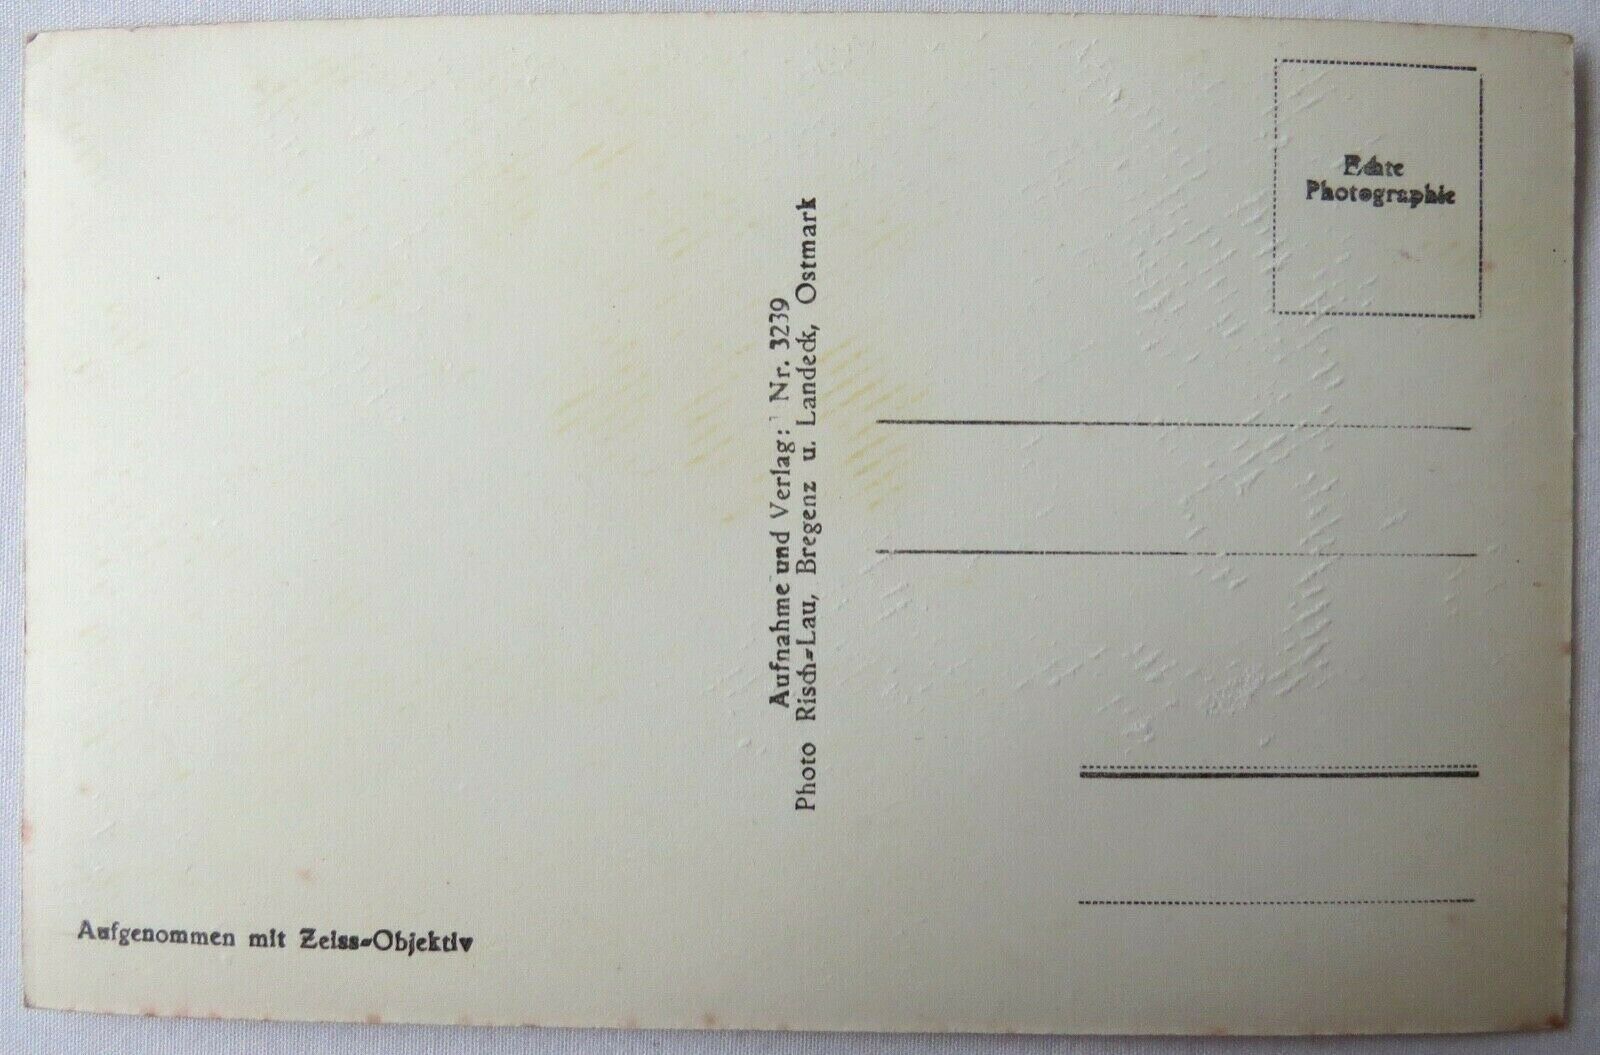 Echte
Photographie
Aufnahme und Verlag: Nr. 3239
Photo Risch-Lau, Bregenz u. Landeck, Ostmark
Aufgenommen mit Zeiss-Objektiv